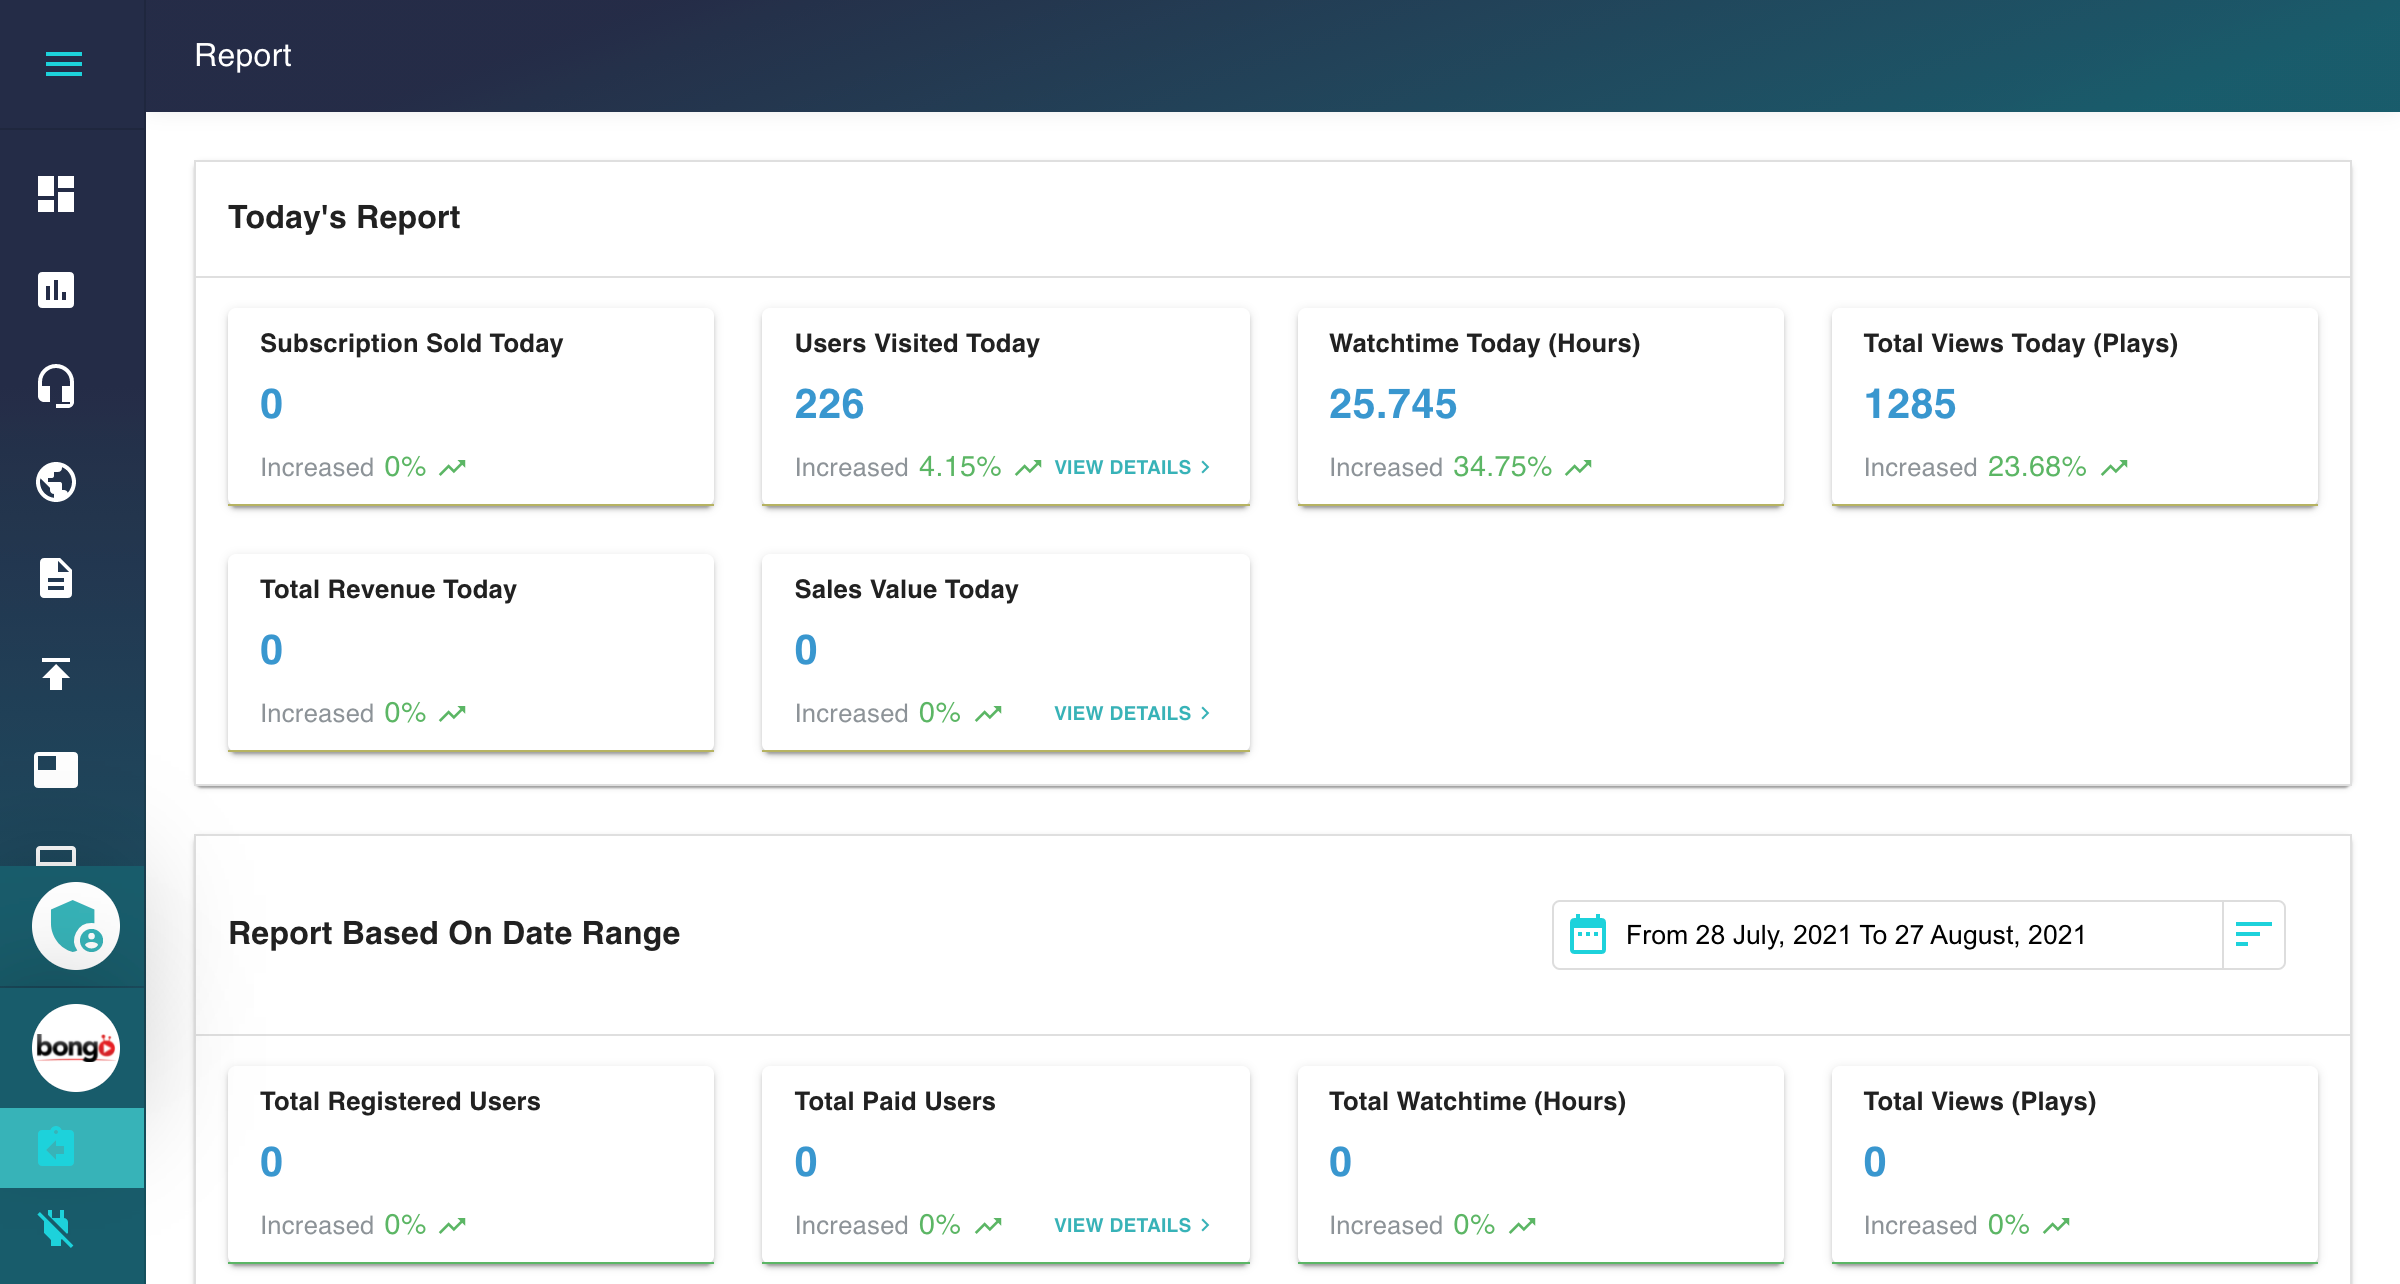 Report
Today's Report
Subscription Sold Today
0
Increased 0%
Users Visited Today
226
Increased 4.15% VIEW DETAILS
Watchtime Today (Hours)
25.745
Increased 34.75%
Total Views Today (Plays)
1285
Increased 23.68%
Total Revenue Today
0
Increased 0%
Sales Value Today
0
Increased 0% VIEW DETAILS
bongo
Report Based On Date Range
From 28 July, 2021 To 27 August, 2021
Total Registered Users
0
Increased 0%
Total Paid Users
0
Increased 0% VIEW DETAILS
Total Watchtime (Hours)
0
Increased 0%
Total Views (Plays)
0
Increased 0%